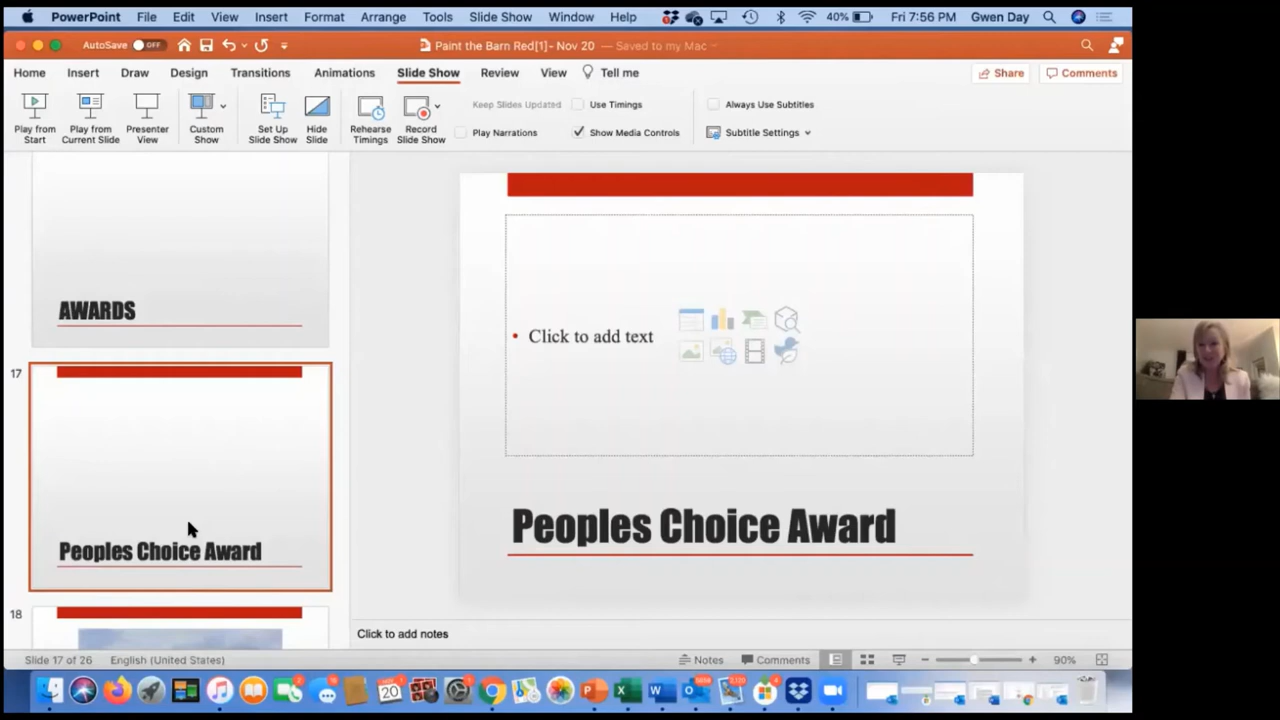 PowerPoint File Edit View Insert Format Arrange Tools Slide Show Window Help 40% Fri 7:56 PM Gwen Day
AutoSave OFF Paint the Barn Red[1]- Nov 20 — Saved to my Mac
Home Insert Draw Design Transitions Animations Slide Show Review View Tell me Share Comments
Play from Start
Play from Current Slide
Presenter View
Custom Show
Set Up Slide Show
Hide Slide
Rehearse Timings
Record Slide Show
Keep Slides Updated Use Timings
Play Narrations Show Media Controls
Always Use Subtitles
Subtitle Settings
AWARDS
17
Peoples Choice Award
18
• Click to add text
Peoples Choice Award
Click to add notes
Slide 17 of 26 English (United States) Notes Comments 90%
NOV
20